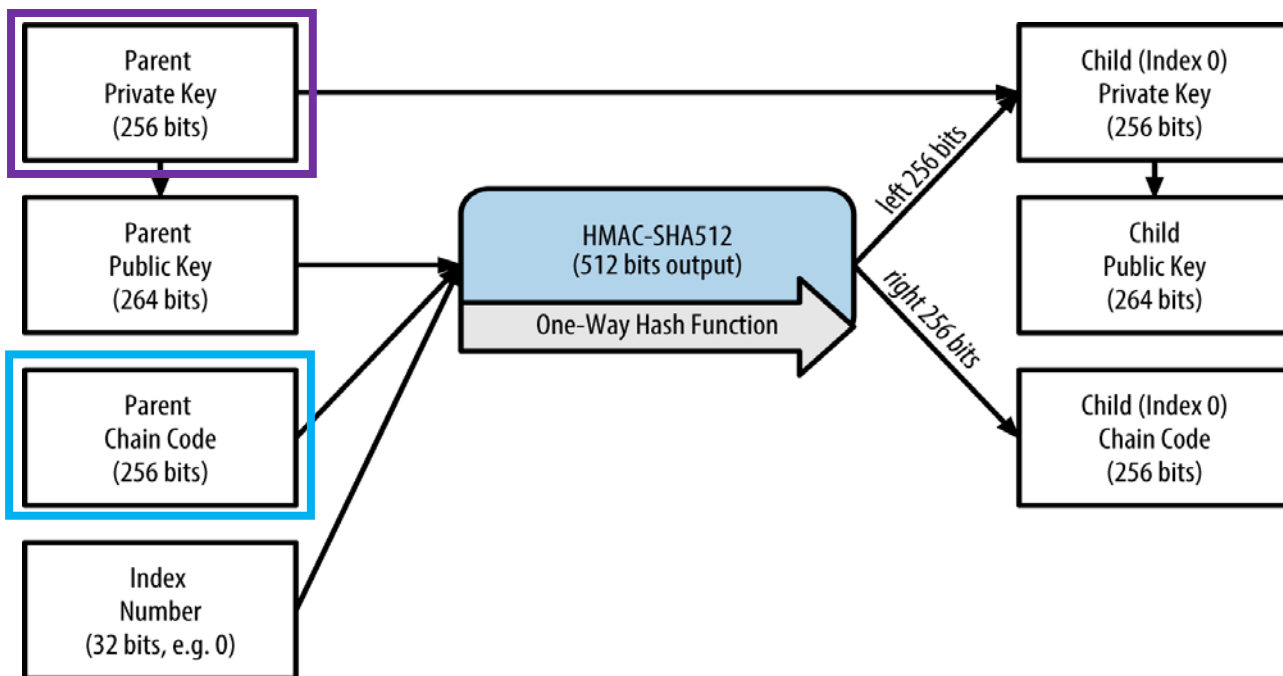 Parent
Private Key
(256 bits)
Parent
Public Key
(264 bits)
Parent
Chain Code
(256 bits)
Index
Number
(32 bits, e.g. 0)
HMAC-SHA512
(512 bits output)
One-Way Hash Function
left 256 bits
right 256 bits
Child (Index 0)
Private Key
(256 bits)
Child
Public Key
(264 bits)
Child (Index 0)
Chain Code
(256 bits)